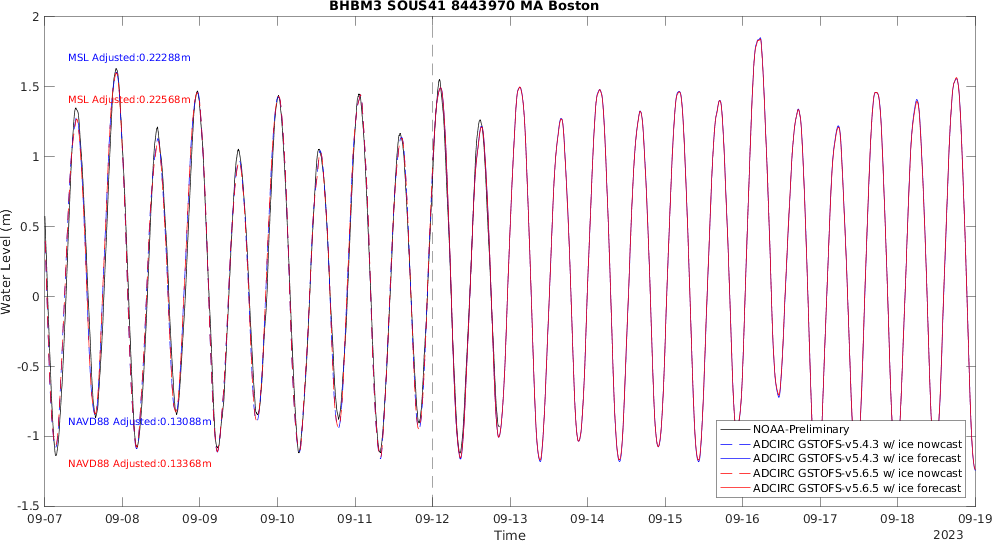 BHBM3 SOUS41 8443970 MA Boston
MSL Adjusted:0.22288m
MSL Adjusted:0.22568m
NAVD88 Adjusted:0.13088m
NAVD88 Adjusted:0.13368m
Water Level (m)
2
1.5
1
0.5
0
-0.5
-1
-1.5
NOAA-Preliminary
ADCIRC GSTOFS-v5.4.3 w/ ice nowcast
ADCIRC GSTOFS-v5.4.3 w/ ice forecast
ADCIRC GSTOFS-v5.6.5 w/ ice nowcast
ADCIRC GSTOFS-v5.6.5 w/ ice forecast
09-07 09-08 09-09 09-10 09-11 09-12 09-13 09-14 09-15 09-16 09-17 09-18 09-19
Time
2023